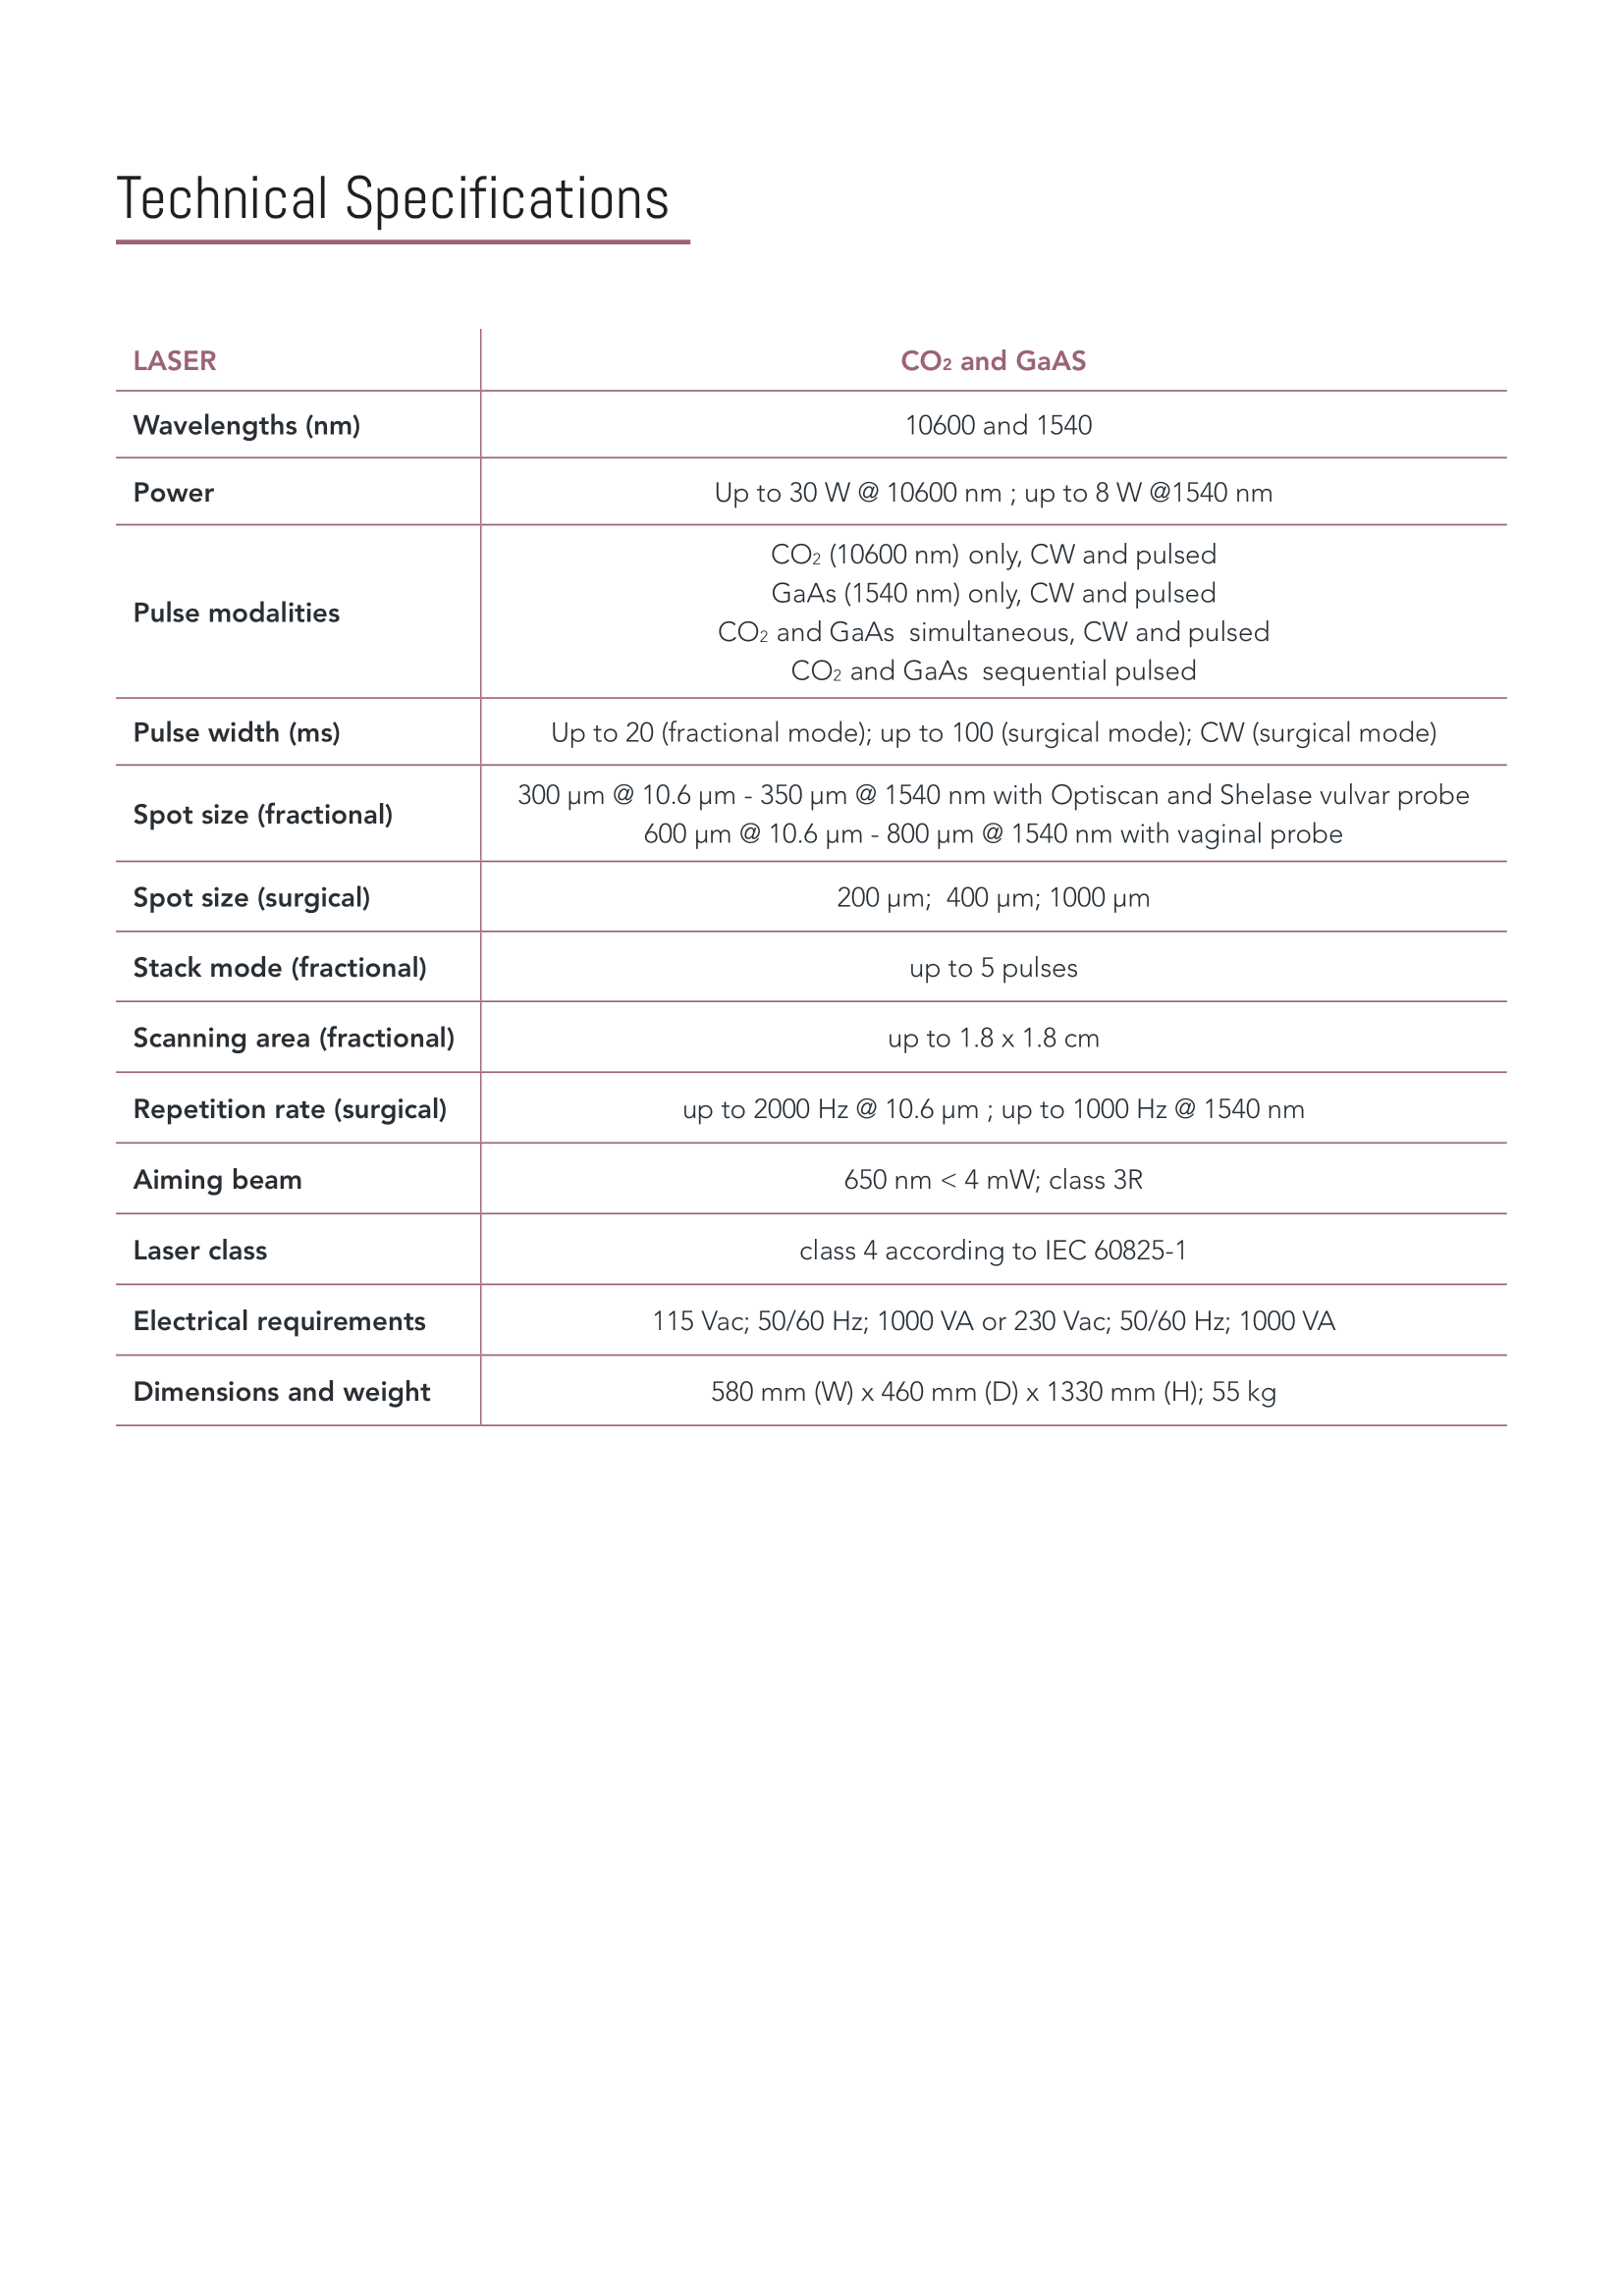 Technical Specifications
LASER
CO₂ and GaAS
Wavelengths (nm)
10600 and 1540
Power
Up to 30 W @ 10600 nm ; up to 8 W @1540 nm
Pulse modalities
CO₂ (10600 nm) only, CW and pulsed
GaAs (1540 nm) only, CW and pulsed
CO₂ and GaAs  simultaneous, CW and pulsed
CO₂ and GaAs  sequential pulsed
Pulse width (ms)
Up to 20 (fractional mode); up to 100 (surgical mode); CW (surgical mode)
Spot size (fractional)
300 µm @ 10.6 µm - 350 µm @ 1540 nm with Optiscan and Shelase vulvar probe
600 µm @ 10.6 µm - 800 µm @ 1540 nm with vaginal probe
Spot size (surgical)
200 µm;  400 µm; 1000 µm
Stack mode (fractional)
up to 5 pulses
Scanning area (fractional)
up to 1.8 x 1.8 cm
Repetition rate (surgical)
up to 2000 Hz @ 10.6 µm ; up to 1000 Hz @ 1540 nm
Aiming beam
650 nm < 4 mW; class 3R
Laser class
class 4 according to IEC 60825-1
Electrical requirements
115 Vac; 50/60 Hz; 1000 VA or 230 Vac; 50/60 Hz; 1000 VA
Dimensions and weight
580 mm (W) x 460 mm (D) x 1330 mm (H); 55 kg